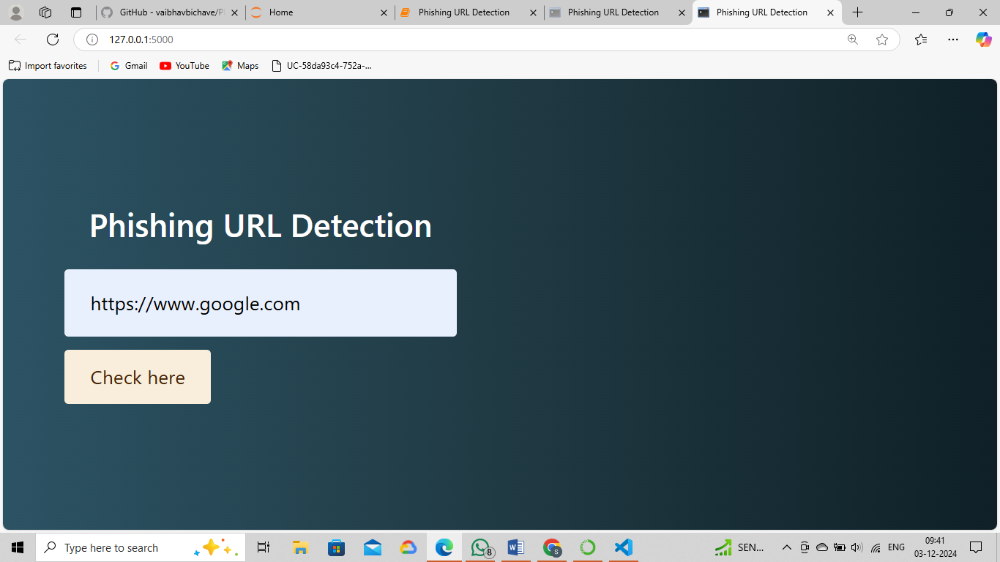 GitHub - vaibhavbichave/P
Home
Phishing URL Detection
Phishing URL Detection
Phishing URL Detection
127.0.0.1:5000
Import favorites
Gmail
YouTube
Maps
UC-58da93c4-752a-...
Phishing URL Detection
https://www.google.com
Check here
Type here to search
8
S
SEN...
ENG
09:41
03-12-2024